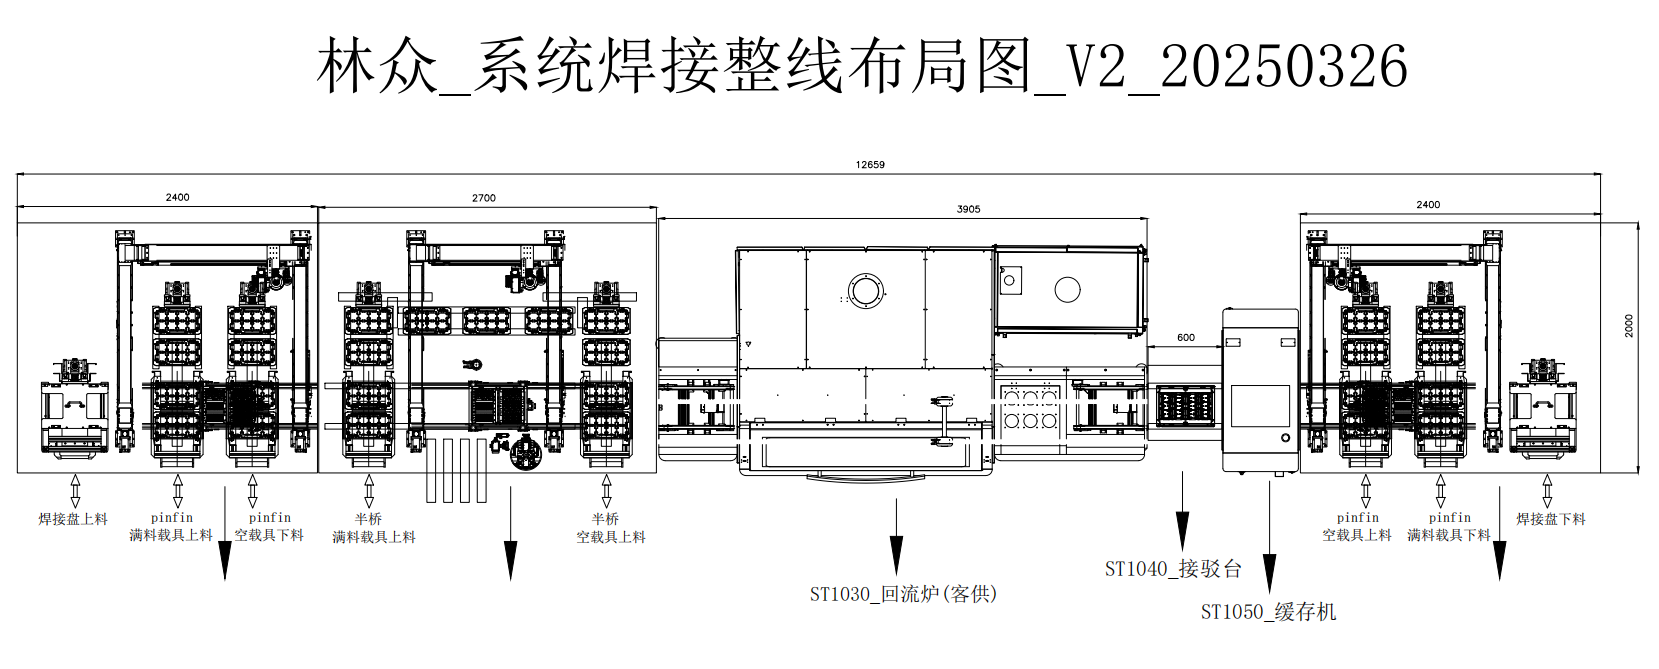 林众_系统焊接整线布局图_V2_20250326
12659
2400
2700
3905
2400
600
2000
焊接盘上料
pinfin
满料载具上料
pinfin
空载具下料
半桥
满料载具上料
半桥
空载具上料
pinfin
空载具上料
pinfin
满料载具下料
焊接盘下料
ST1030_回流炉(客供)
ST1040_接驳台
ST1050_缓存机